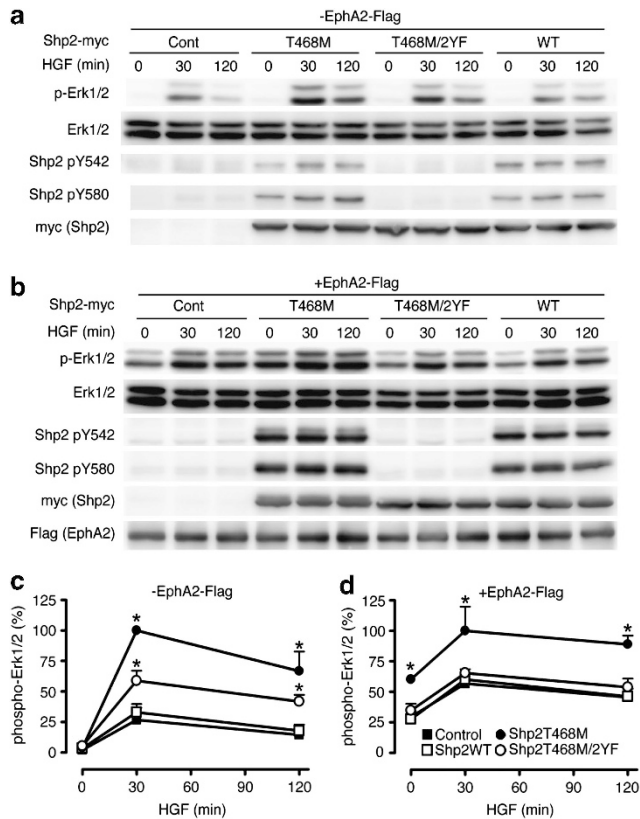 a
-EphA2-Flag
Shp2-myc Cont T468M T468M/2YF WT
HGF (min) 0 30 120 0 30 120 0 30 120 0 30 120
p-Erk1/2
Erk1/2
Shp2 pY542
Shp2 pY580
myc (Shp2)
b
+EphA2-Flag
Shp2-myc Cont T468M T468M/2YF WT
HGF (min) 0 30 120 0 30 120 0 30 120 0 30 120
p-Erk1/2
Erk1/2
Shp2 pY542
Shp2 pY580
myc (Shp2)
Flag (EphA2)
c
-EphA2-Flag
phospho-Erk1/2 (%)
125
100
75
50
25
0
* * * *
0 30 60 90 120
HGF (min)
d
+EphA2-Flag
phospho-Erk1/2 (%)
125
100
75
50
25
0
* * *
Control Shp2T468M
Shp2WT Shp2T468M/2YF
0 30 60 90 120
HGF (min)